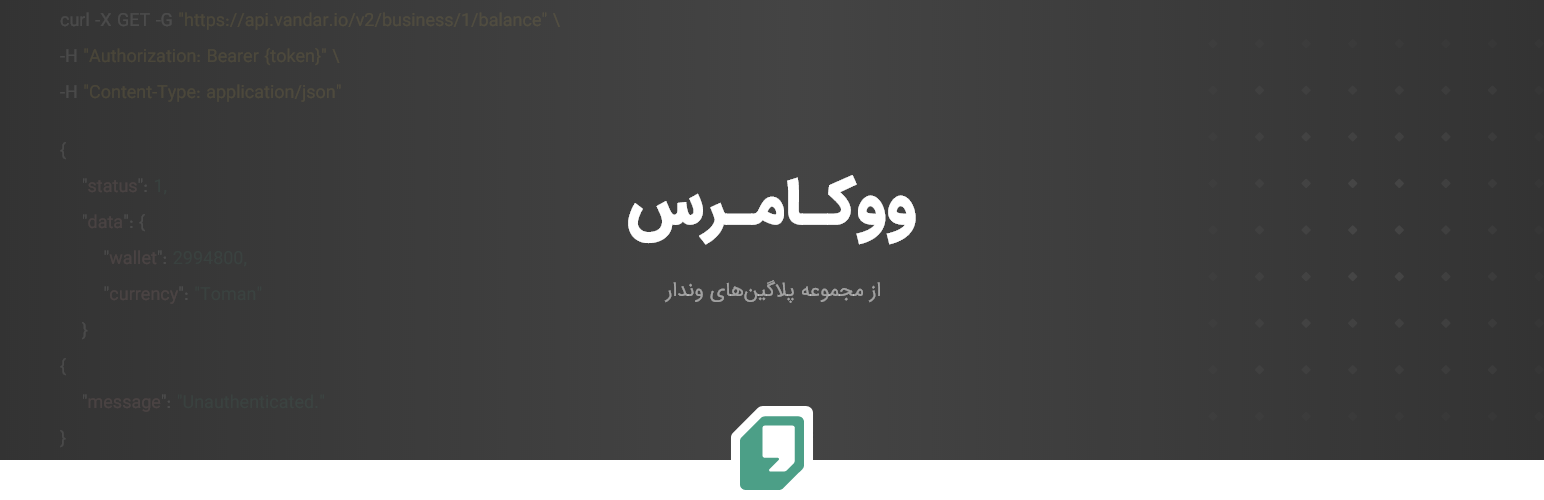 curl -X GET -G "https://api.vandar.io/v2/business/1/balance" \
-H "Authorization: Bearer {token}" \
-H "Content-Type: application/json"
{
"status": 1,
"data": {
"wallet": 2994800,
"currency": "Toman"
}
{
"message": "Unauthenticated."
}
ووکـامـرس
از مجموعه پلاگین‌های وندار